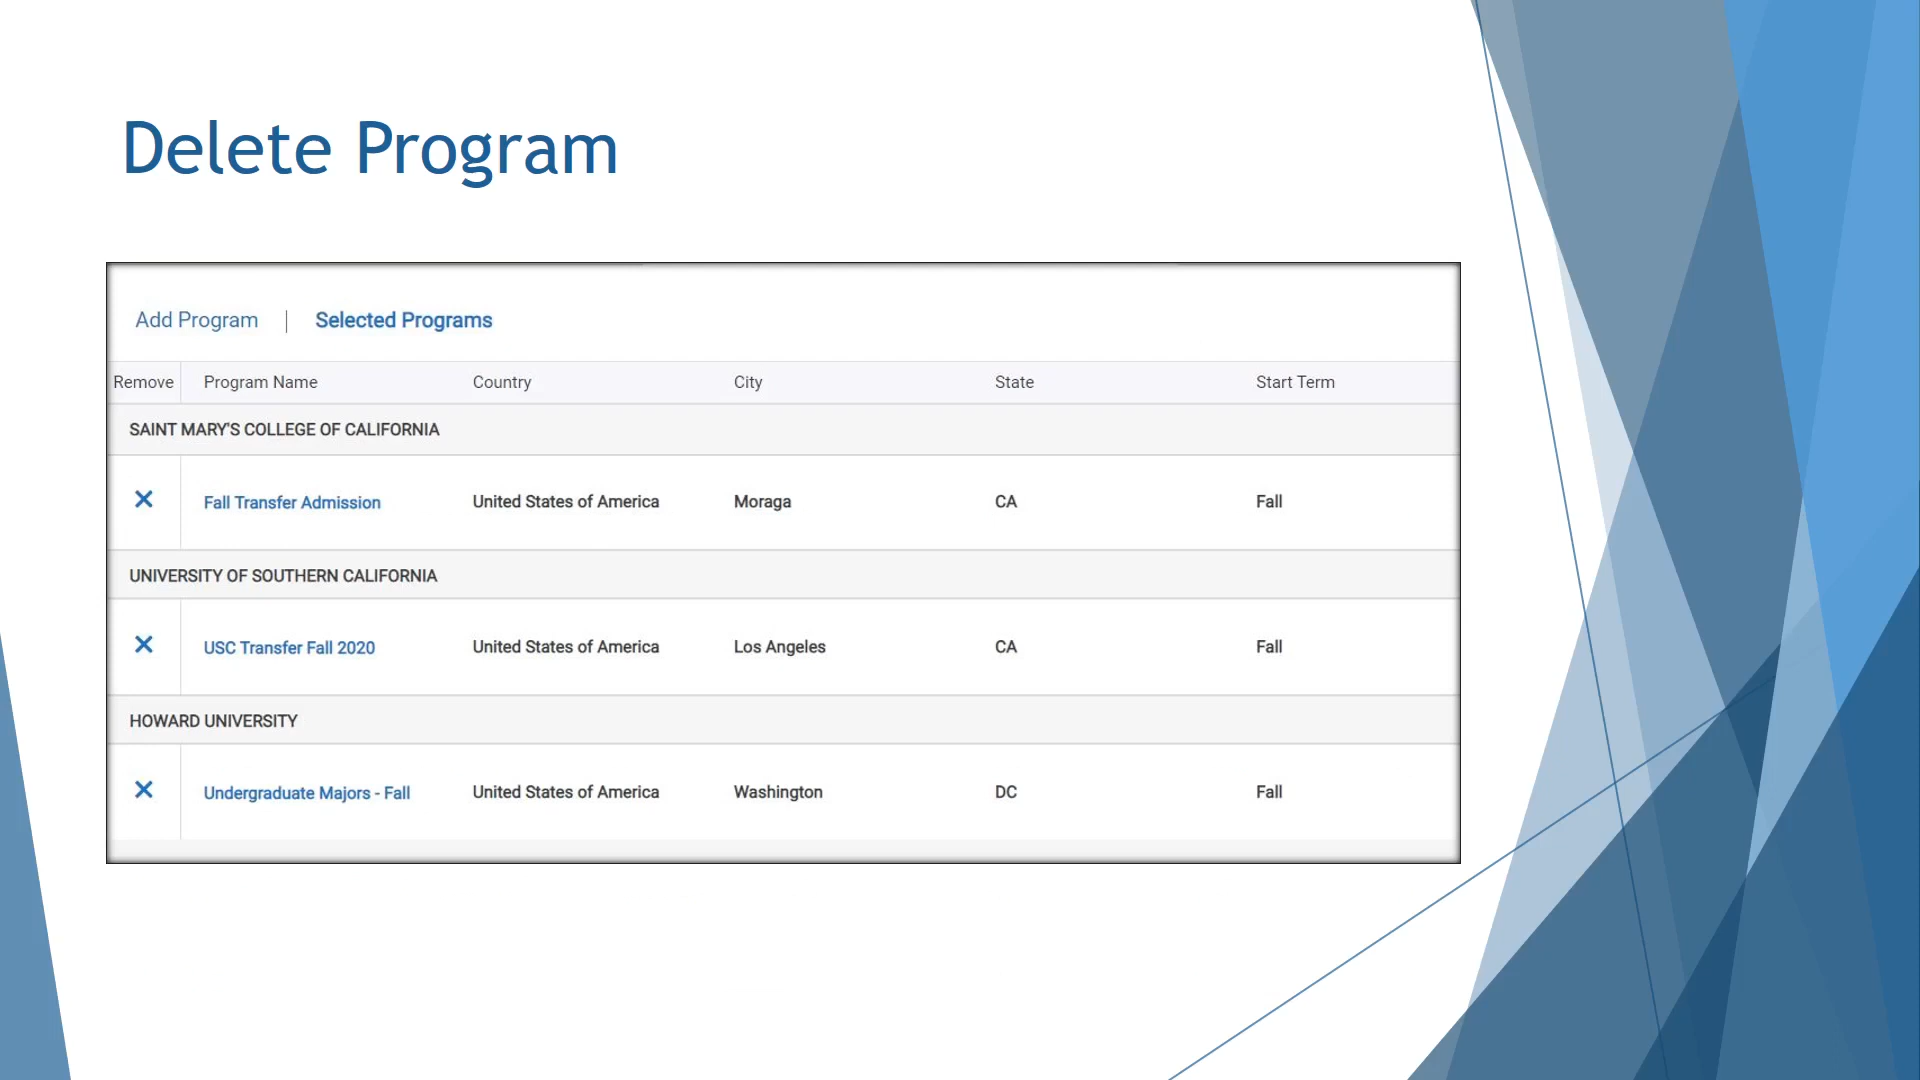 Delete Program
Add Program | Selected Programs
Remove Program Name Country City State Start Term
SAINT MARY'S COLLEGE OF CALIFORNIA
Fall Transfer Admission United States of America Moraga CA Fall
UNIVERSITY OF SOUTHERN CALIFORNIA
USC Transfer Fall 2020 United States of America Los Angeles CA Fall
HOWARD UNIVERSITY
Undergraduate Majors - Fall United States of America Washington DC Fall